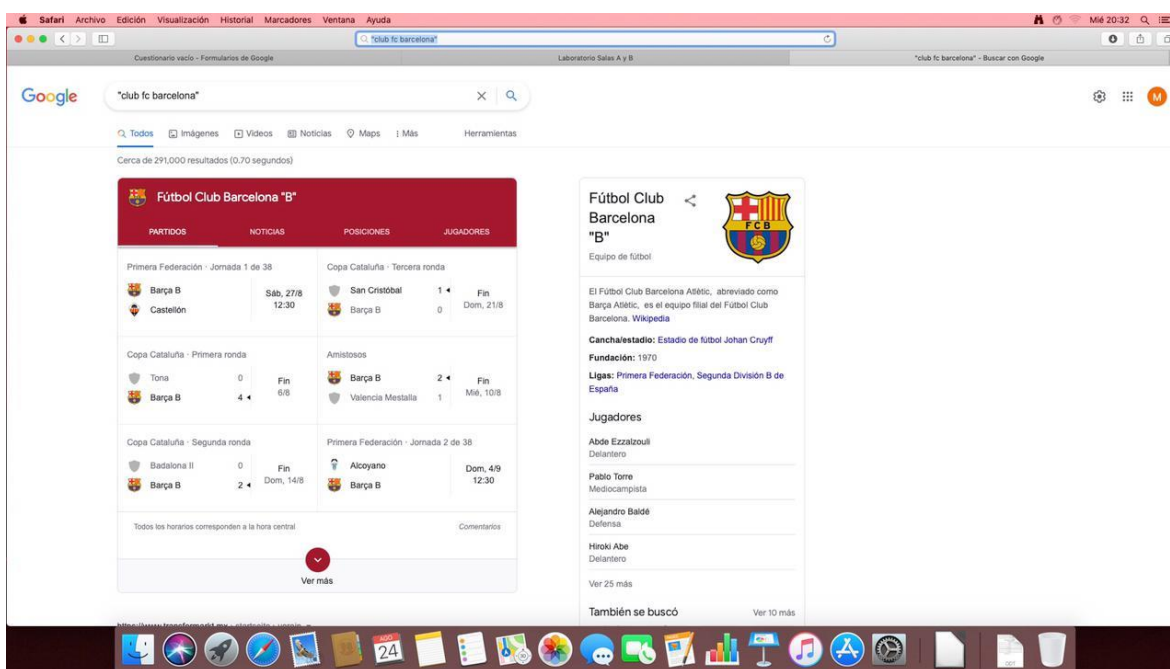 Safari Archivo Edición Visualización Historial Marcadores Ventana Ayuda
Mié 20:32
"club fc barcelona"
Cuestionario vacío - Formularios de Google
Laboratorio Salas A y B
"club fc barcelona" - Buscar con Google
Google
"club fc barcelona"
M
Todos Imágenes Videos Noticias Maps Más Herramientas
Cerca de 291,000 resultados (0.70 segundos)
Fútbol Club Barcelona "B"
PARTIDOS NOTICIAS POSICIONES JUGADORES
Primera Federación · Jornada 1 de 38
Barça B
Castellón
Sáb, 27/8
12:30
Copa Cataluña · Tercera ronda
San Cristóbal 1
Barça B 0
Fin
Dom, 21/8
Copa Cataluña · Primera ronda
Tona 0
Barça B 4
Fin
6/8
Amistosos
Barça B 2
Valencia Mestalla 1
Fin
Mié, 10/8
Copa Cataluña · Segunda ronda
Badalona II 0
Barça B 2
Fin
Dom, 14/8
Primera Federación · Jornada 2 de 38
Alcoyano
Barça B
Dom, 4/9
12:30
Todos los horarios corresponden a la hora central
Comentarios
Ver más
Fútbol Club
Barcelona
"B"
Equipo de fútbol
FCB
El Fútbol Club Barcelona Atlètic, abreviado como
Barça Atlètic, es el equipo filial del Fútbol Club
Barcelona. Wikipedia
Cancha/estadio: Estadio de fútbol Johan Cruyff
Fundación: 1970
Ligas: Primera Federación, Segunda División B de
España
Jugadores
Abde Ezzalzouli
Delantero
Pablo Torre
Mediocampista
Alejandro Baldé
Defensa
Hiroki Abe
Delantero
Ver 25 más
También se buscó
Ver 10 más
AGO
24